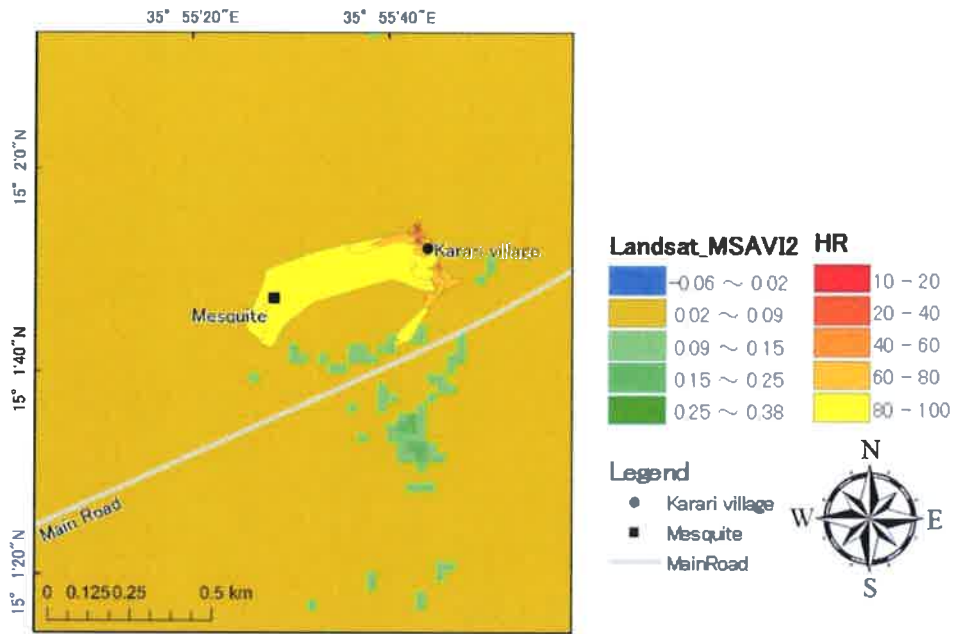 35° 55'20"E 35° 55'40"E
15° 2'0"N
15° 1'40"N
15° 1'20"N
Karari village
Mesquite
Main Road
0 0.125 0.25 0.5 km
Landsat_MSAVI2 HR
-0.06 ~ 0.02 10 - 20
0.02 ~ 0.09 20 - 40
0.09 ~ 0.15 40 - 60
0.15 ~ 0.25 60 - 80
0.25 ~ 0.38 80 - 100
Legend
Karari village
Mesquite
MainRoad
N
W E
S